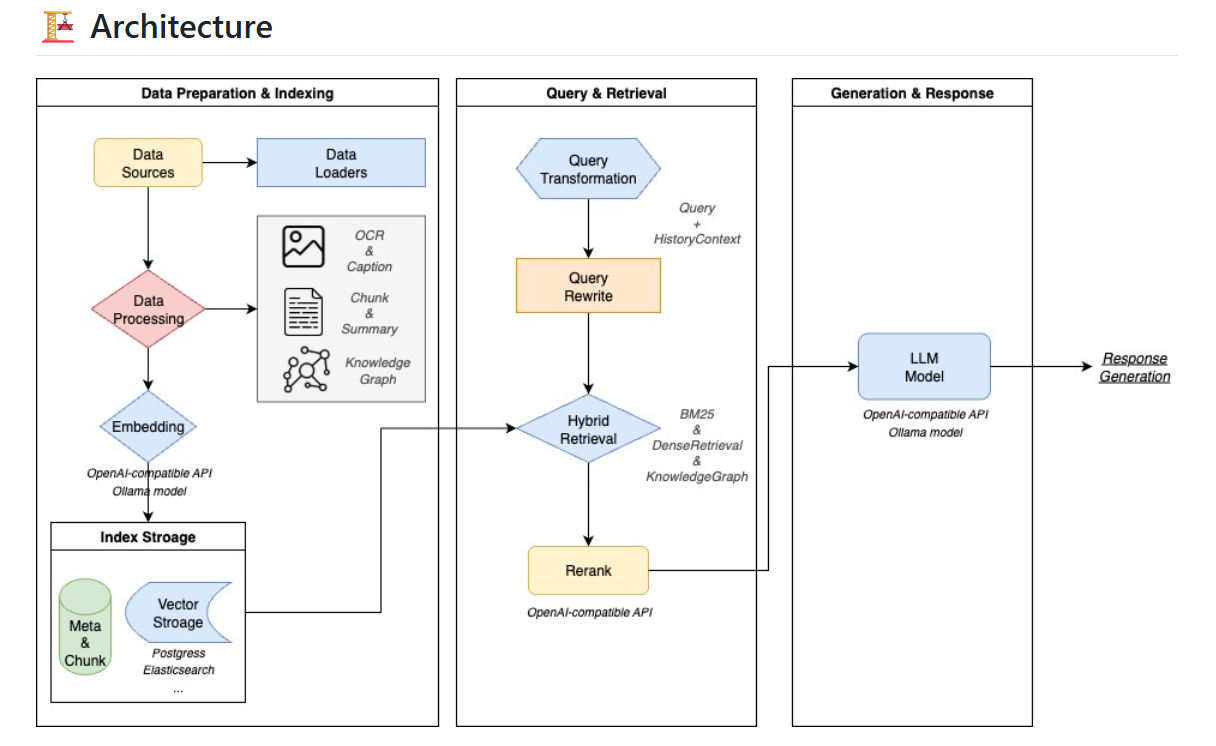 Architecture
Data Preparation & Indexing
Data
Sources
Data
Loaders
OCR
&
Caption
Chunk
&
Summary
Knowledge
Graph
Data
Processing
Embedding
OpenAI-compatible API
Ollama model
Index Stroage
Meta
&
Chunk
Vector
Stroage
Postgress
Elasticsearch
...
Query & Retrieval
Query
Transformation
Query
+
HistoryContext
Query
Rewrite
Hybrid
Retrieval
BM25
&
DenseRetrieval
&
KnowledgeGraph
Rerank
OpenAI-compatible API
Generation & Response
LLM
Model
OpenAI-compatible API
Ollama model
Response
Generation